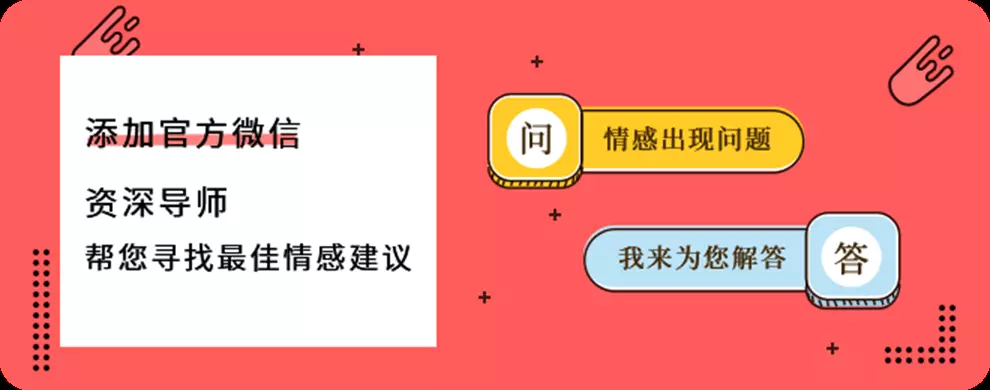 添加官方微信
资深导师
帮您寻找最佳情感建议
问 情感出现问题
我来为您解答 答